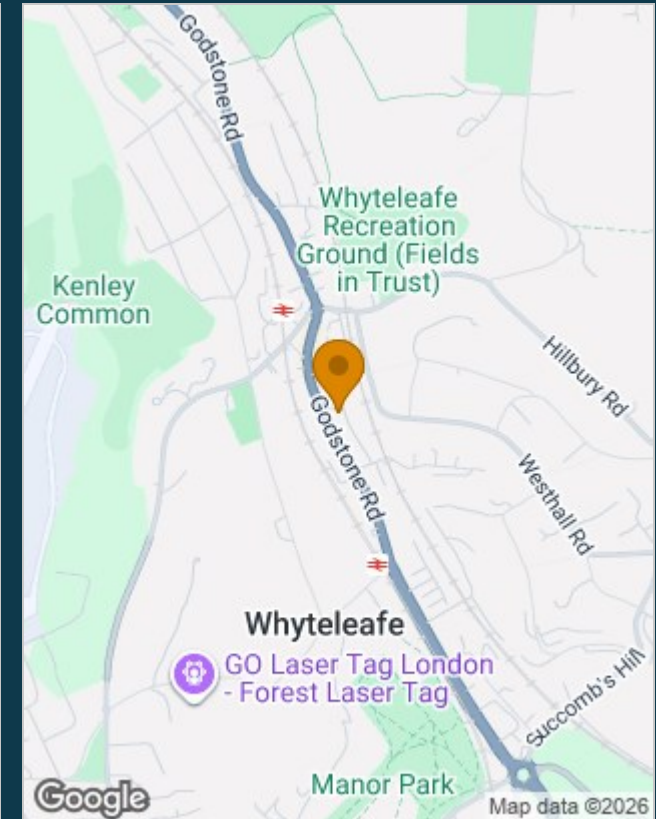 Godstone Rd
Whyteleafe
Recreation
Ground (Fields
in Trust)
Kenley
Common
Hillbury Rd
Godstone Rd
Westhall Rd
Whyteleafe
GO Laser Tag London
- Forest Laser Tag
Succomb's Hill
Manor Park
Google
Map data ©2026